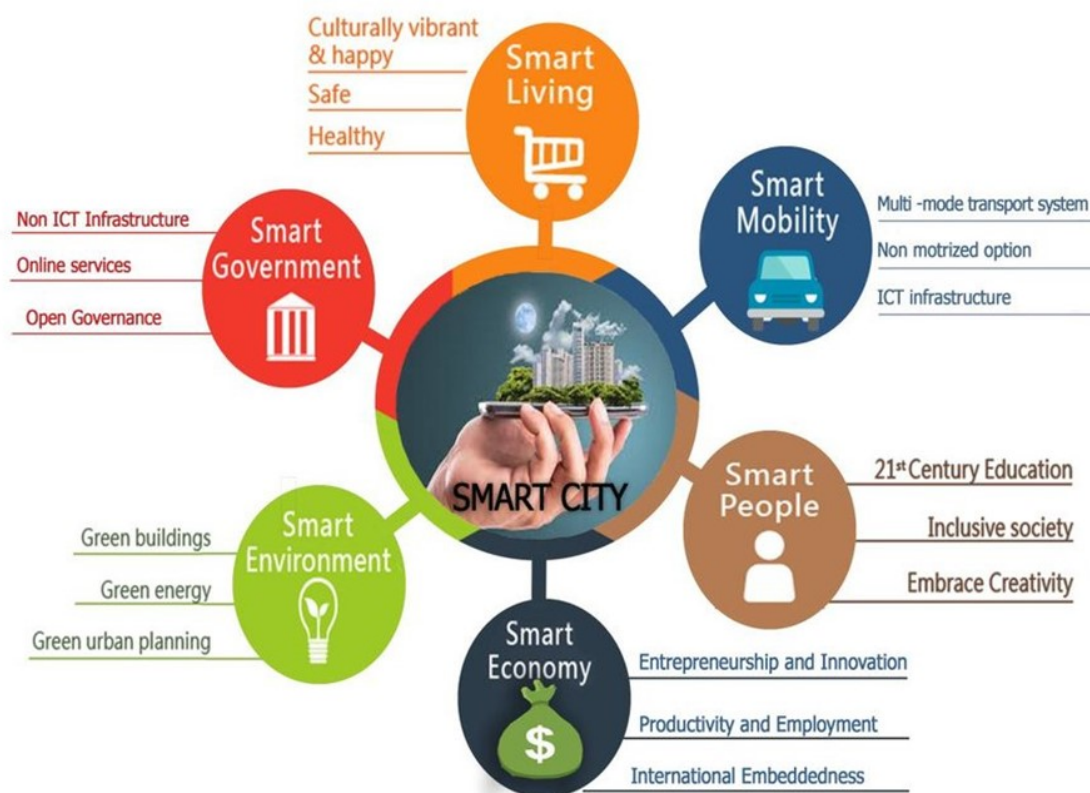 Culturally vibrant
& happy
Safe
Healthy
Smart
Living
Smart
Mobility
Multi -mode transport system
Non motrized option
ICT infrastructure
Non ICT Infrastructure
Online services
Open Governance
Smart
Government
SMART CITY
Smart
People
21st Century Education
Inclusive society
Embrace Creativity
Green buildings
Green energy
Green urban planning
Smart
Environment
Smart
Economy
$
Entrepreneurship and Innovation
Productivity and Employment
International Embeddedness